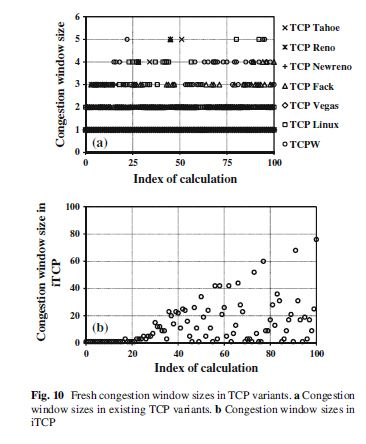 6
5
4
3
2
1
0
Congestion window size
(a)
0 25 50 75 100
Index of calculation
TCP Tahoe
TCP Reno
TCP Newreno
TCP Fack
TCP Vegas
TCP Linux
TCPW
100
80
60
40
20
0
Congestion window size in
iTCP
(b)
0 20 40 60 80 100
Index of calculation
Fig. 10 Fresh congestion window sizes in TCP variants. a Congestion
window sizes in existing TCP variants. b Congestion window sizes in
iTCP